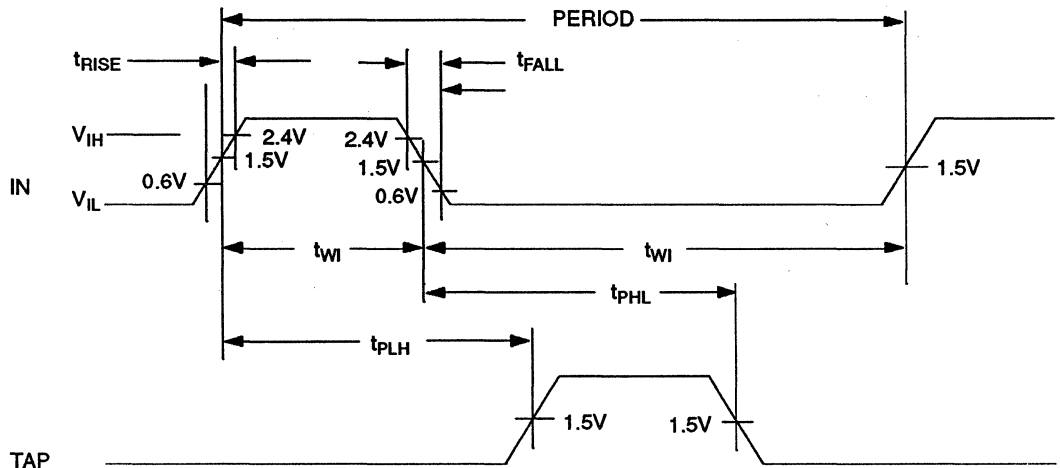 PERIOD
tRISE
tFALL
VIH
2.4V
2.4V
1.5V
1.5V
1.5V
0.6V
0.6V
IN
VIL
tWI
tWI
tPHL
tPLH
1.5V
1.5V
TAP